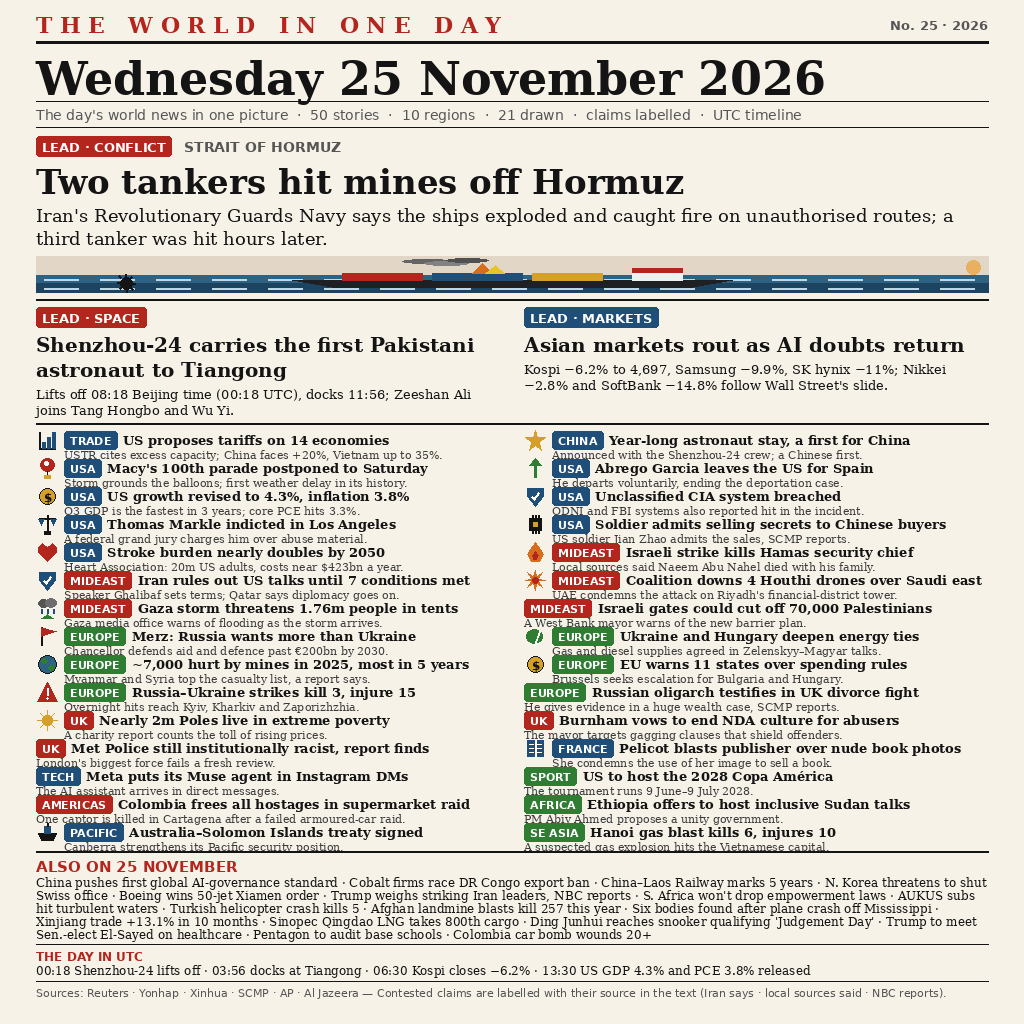 THE WORLD IN ONE DAY
No. 25 · 2026
Wednesday 25 November 2026
The day's world news in one picture · 50 stories · 10 regions · 21 drawn · claims labelled · UTC timeline
LEAD · CONFLICT STRAIT OF HORMUZ
Two tankers hit mines off Hormuz
Iran's Revolutionary Guards Navy says the ships exploded and caught fire on unauthorised routes; a
third tanker was hit hours later.
LEAD · SPACE
Shenzhou-24 carries the first Pakistani
astronaut to Tiangong
Lifts off 08:18 Beijing time (00:18 UTC), docks 11:56; Zeeshan Ali
joins Tang Hongbo and Wu Yi.
LEAD · MARKETS
Asian markets rout as AI doubts return
Kospi −6.2% to 4,697, Samsung −9.9%, SK hynix −11%; Nikkei
−2.8% and SoftBank −14.8% follow Wall Street's slide.
TRADE US proposes tariffs on 14 economies
USTR cites excess capacity; China faces +20%, Vietnam up to 35%.
USA Macy's 100th parade postponed to Saturday
Storm grounds the balloons; first weather delay in its history.
USA US growth revised to 4.3%, inflation 3.8%
Q3 GDP is the fastest in 3 years; core PCE hits 3.3%.
USA Thomas Markle indicted in Los Angeles
A federal grand jury charges him over abuse material.
USA Stroke burden nearly doubles by 2050
Heart Association: 20m US adults, costs near $423bn a year.
MIDEAST Iran rules out US talks until 7 conditions met
Speaker Ghalibaf sets terms; Qatar says diplomacy goes on.
MIDEAST Gaza storm threatens 1.76m people in tents
Gaza media office warns of flooding as the storm arrives.
EUROPE Merz: Russia wants more than Ukraine
Chancellor defends aid and defence past €200bn by 2030.
EUROPE ~7,000 hurt by mines in 2025, most in 5 years
Myanmar and Syria top the casualty list, a report says.
EUROPE Russia–Ukraine strikes kill 3, injure 15
Overnight hits reach Kyiv, Kharkiv and Zaporizhzhia.
UK Nearly 2m Poles live in extreme poverty
A charity report counts the toll of rising prices.
UK Met Police still institutionally racist, report finds
London's biggest force fails a fresh review.
TECH Meta puts its Muse agent in Instagram DMs
The AI assistant arrives in direct messages.
AMERICAS Colombia frees all hostages in supermarket raid
One captor is killed in Cartagena after a failed armoured-car raid.
PACIFIC Australia–Solomon Islands treaty signed
Canberra strengthens its Pacific security position.
CHINA Year-long astronaut stay, a first for China
Announced with the Shenzhou-24 crew; a Chinese first.
USA Abrego Garcia leaves the US for Spain
He departs voluntarily, ending the deportation case.
USA Unclassified CIA system breached
ODNI and FBI systems also reported hit in the incident.
USA Soldier admits selling secrets to Chinese buyers
US soldier Jian Zhao admits the sales, SCMP reports.
MIDEAST Israeli strike kills Hamas security chief
Local sources said Naeem Abu Nahel died with his family.
MIDEAST Coalition downs 4 Houthi drones over Saudi east
UAE condemns the attack on Riyadh's financial-district tower.
MIDEAST Israeli gates could cut off 70,000 Palestinians
A West Bank mayor warns of the new barrier plan.
EUROPE Ukraine and Hungary deepen energy ties
Gas and diesel supplies agreed in Zelenskyy–Magyar talks.
EUROPE EU warns 11 states over spending rules
Brussels seeks escalation for Bulgaria and Hungary.
EUROPE Russian oligarch testifies in UK divorce fight
He gives evidence in a huge wealth case, SCMP reports.
UK Burnham vows to end NDA culture for abusers
The mayor targets gagging clauses that shield offenders.
FRANCE Pelicot blasts publisher over nude book photos
She condemns the use of her image to sell a book.
SPORT US to host the 2028 Copa América
The tournament runs 9 June–9 July 2028.
AFRICA Ethiopia offers to host inclusive Sudan talks
PM Abiy Ahmed proposes a unity government.
SE ASIA Hanoi gas blast kills 6, injures 10
A suspected gas explosion hits the Vietnamese capital.
ALSO ON 25 NOVEMBER
China pushes first global AI-governance standard · Cobalt firms race DR Congo export ban · China–Laos Railway marks 5 years · N. Korea threatens to shut
Swiss office · Boeing wins 50-jet Xiamen order · Trump weighs striking Iran leaders, NBC reports · S. Africa won't drop empowerment laws · AUKUS subs
hit turbulent waters · Turkish helicopter crash kills 5 · Afghan landmine blasts kill 257 this year · Six bodies found after plane crash off Mississippi ·
Xinjiang trade +13.1% in 10 months · Sinopec Qingdao LNG takes 800th cargo · Ding Junhui reaches snooker qualifying 'Judgement Day' · Trump to meet
Sen.-elect El-Sayed on healthcare · Pentagon to audit base schools · Colombia car bomb wounds 20+
THE DAY IN UTC
00:18 Shenzhou-24 lifts off · 03:56 docks at Tiangong · 06:30 Kospi closes −6.2% · 13:30 US GDP 4.3% and PCE 3.8% released
Sources: Reuters · Yonhap · Xinhua · SCMP · AP · Al Jazeera — Contested claims are labelled with their source in the text (Iran says · local sources said · NBC reports).